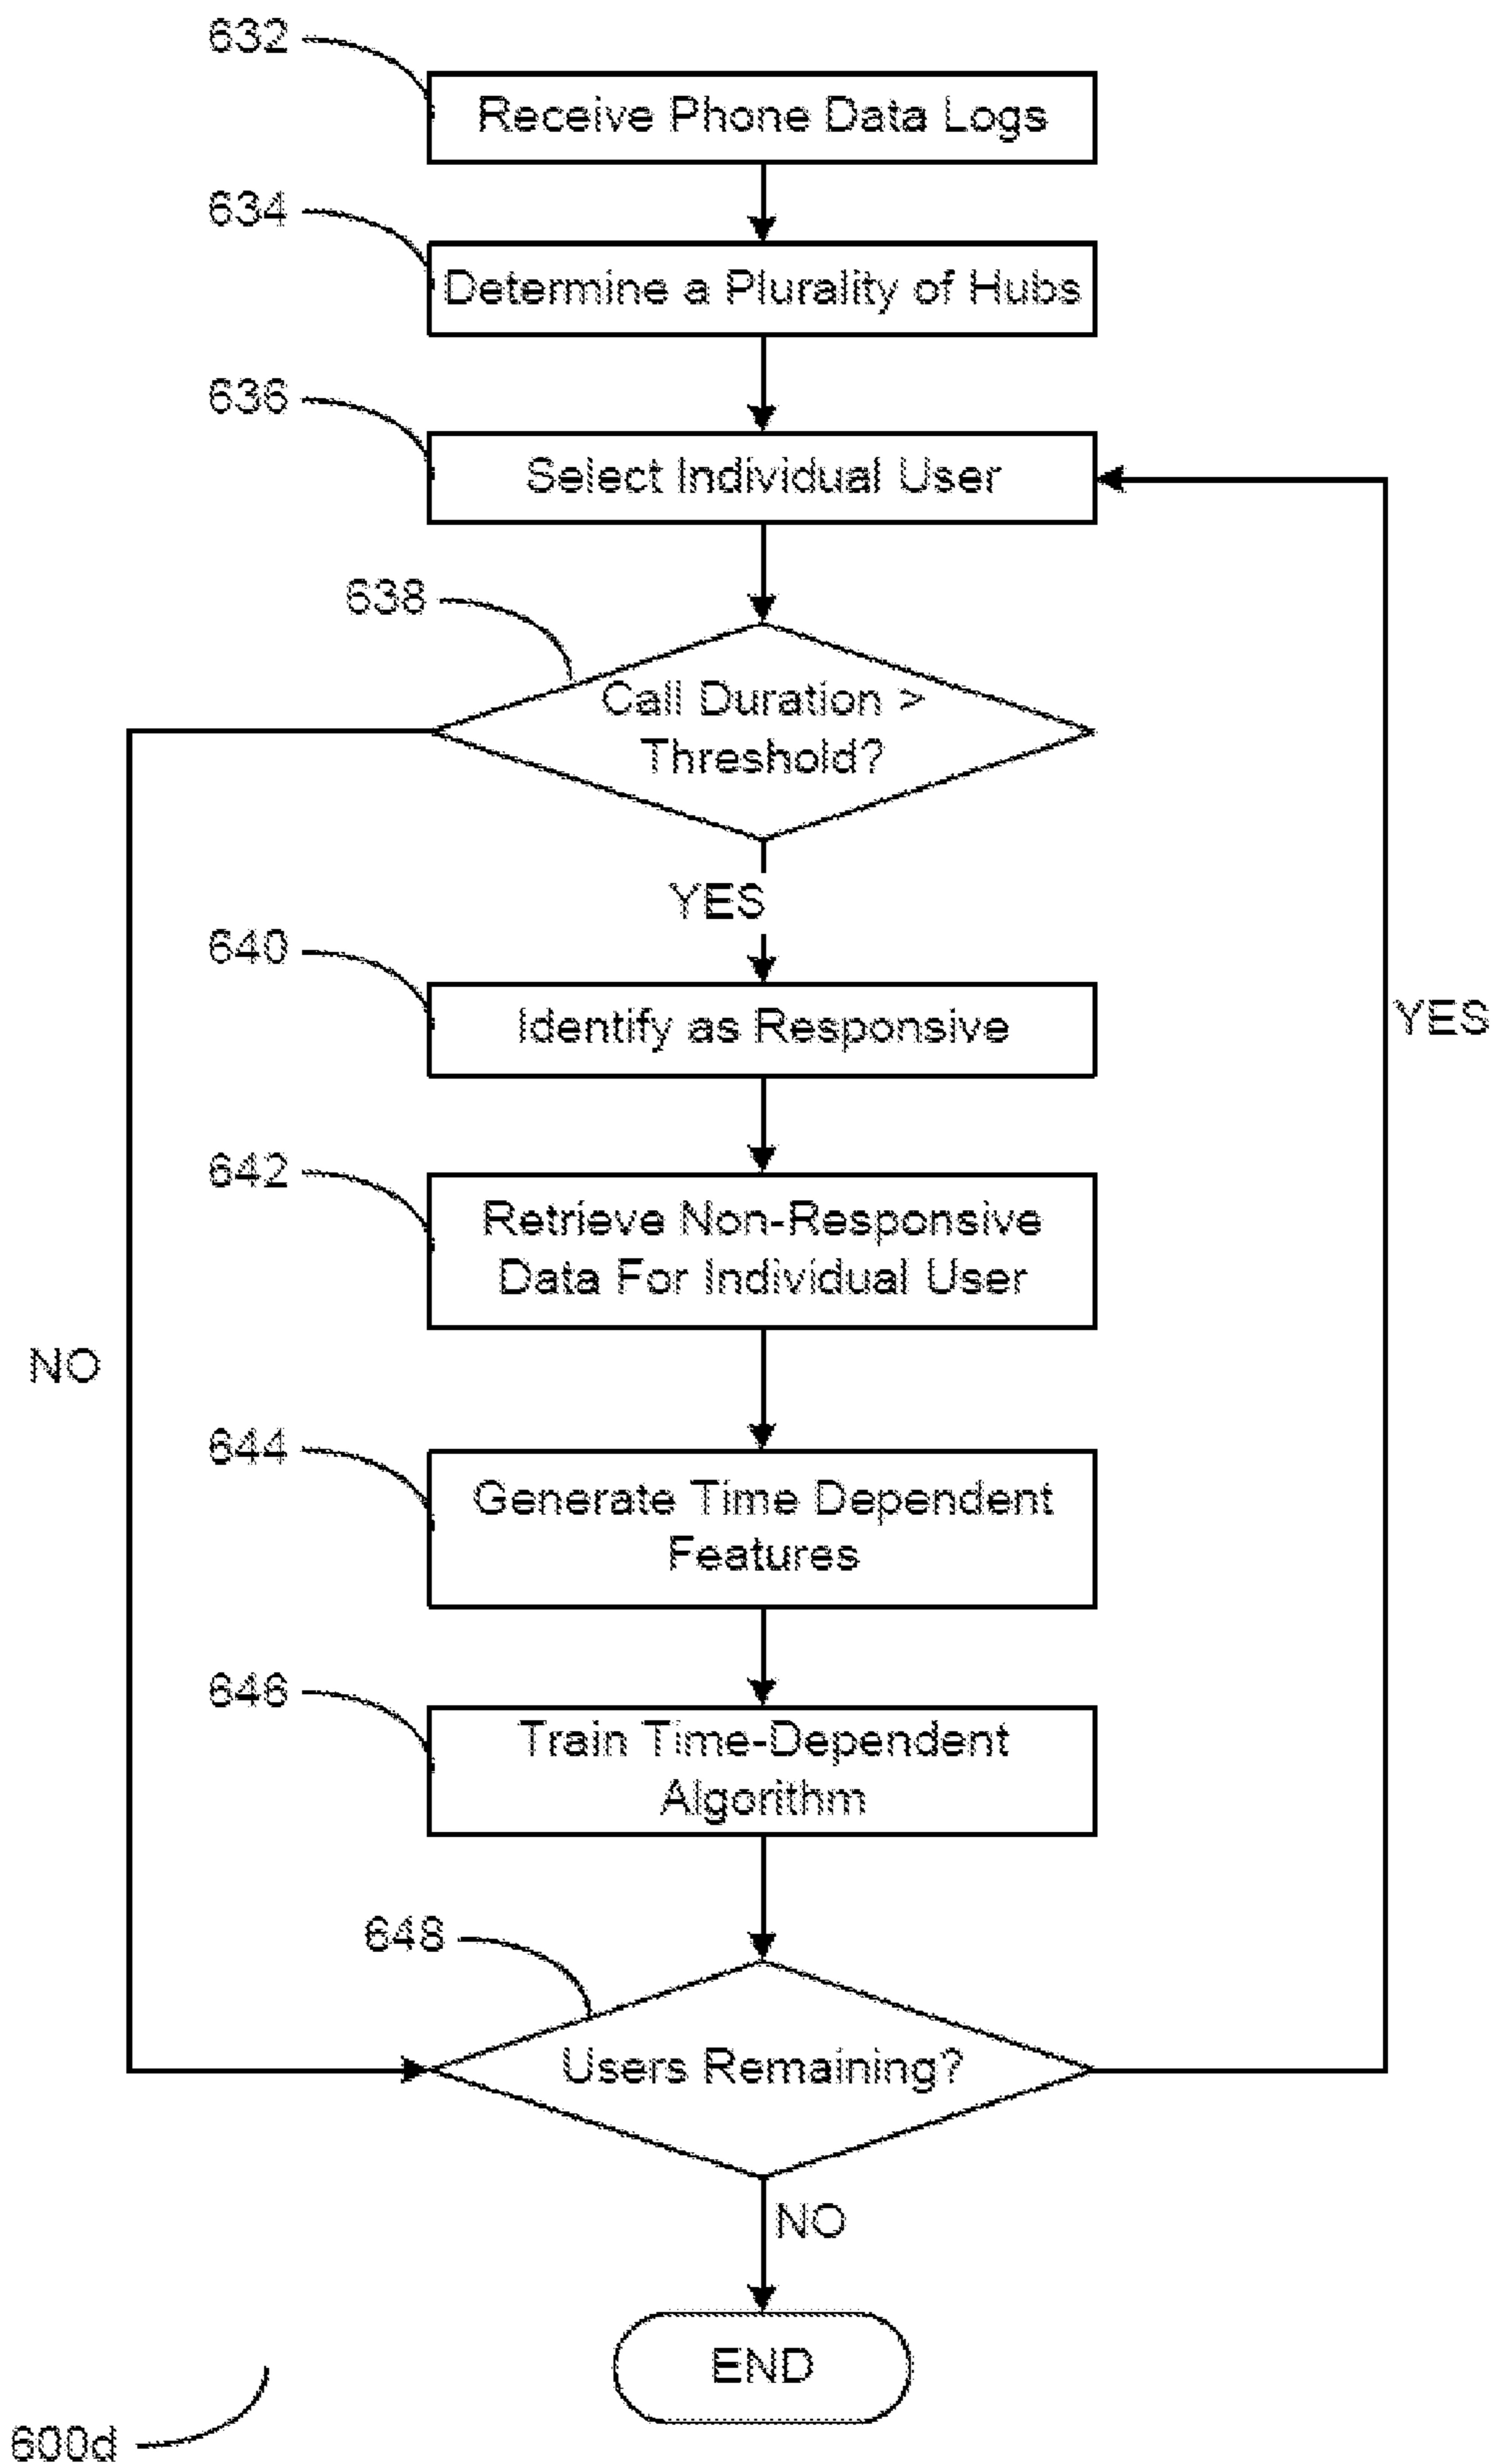 632
Receive Phone Data Logs
634
Determine a Plurality of Hubs
636
Select Individual User
638
Call Duration >
Threshold?
YES
640
Identify as Responsive
YES
642
Retrieve Non-Responsive
Data For Individual User
NO
644
Generate Time Dependent
Features
646
Train Time-Dependent
Algorithm
648
Users Remaining?
NO
END
600d